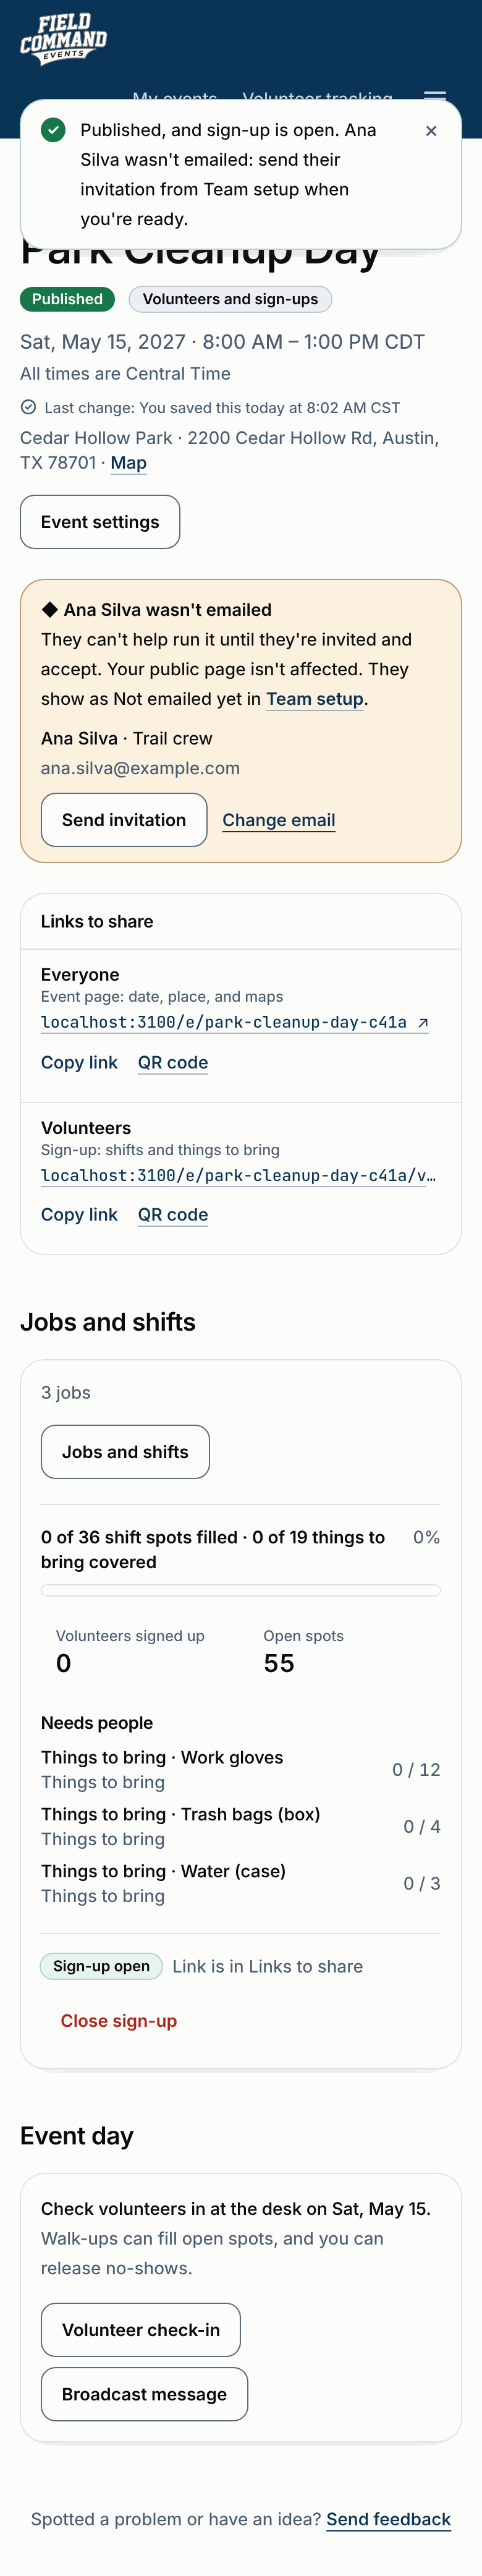 FIELD
COMMAND
EVENTS
My events Volunteer tracking
Published, and sign-up is open. Ana
Silva wasn't emailed: send their
invitation from Team setup when
you're ready.
Park Cleanup Day
Published Volunteers and sign-ups
Sat, May 15, 2027 · 8:00 AM – 1:00 PM CDT
All times are Central Time
Last change: You saved this today at 8:02 AM CST
Cedar Hollow Park · 2200 Cedar Hollow Rd, Austin,
TX 78701 · Map
Event settings
◆ Ana Silva wasn't emailed
They can't help run it until they're invited and
accept. Your public page isn't affected. They
show as Not emailed yet in Team setup.
Ana Silva · Trail crew
ana.silva@example.com
Send invitation Change email
Links to share
Everyone
Event page: date, place, and maps
localhost:3100/e/park-cleanup-day-c41a ↗
Copy link QR code
Volunteers
Sign-up: shifts and things to bring
localhost:3100/e/park-cleanup-day-c41a/v…
Copy link QR code
Jobs and shifts
3 jobs
Jobs and shifts
0 of 36 shift spots filled · 0 of 19 things to 0%
bring covered
Volunteers signed up Open spots
0 55
Needs people
Things to bring · Work gloves
Things to bring 0 / 12
Things to bring · Trash bags (box)
Things to bring 0 / 4
Things to bring · Water (case)
Things to bring 0 / 3
Sign-up open Link is in Links to share
Close sign-up
Event day
Check volunteers in at the desk on Sat, May 15.
Walk-ups can fill open spots, and you can
release no-shows.
Volunteer check-in
Broadcast message
Spotted a problem or have an idea? Send feedback